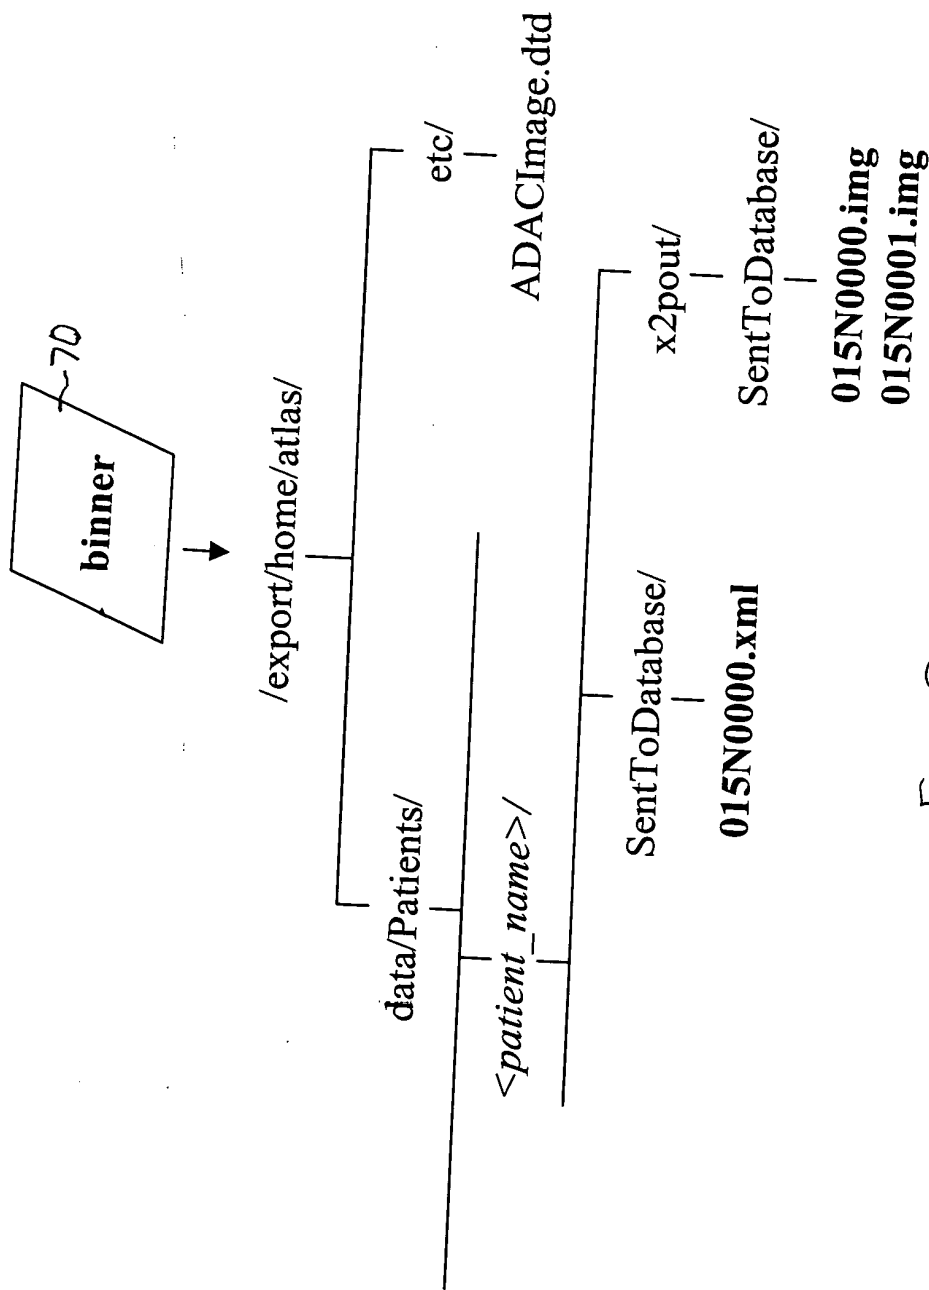 binner
70
/export/home/atlas/
data/Patients/
etc/
ADACImage.dtd
<patient_name>/
SentToDatabase/
015N0000.xml
x2pout/
SentToDatabase/
015N0000.img
015N0001.img